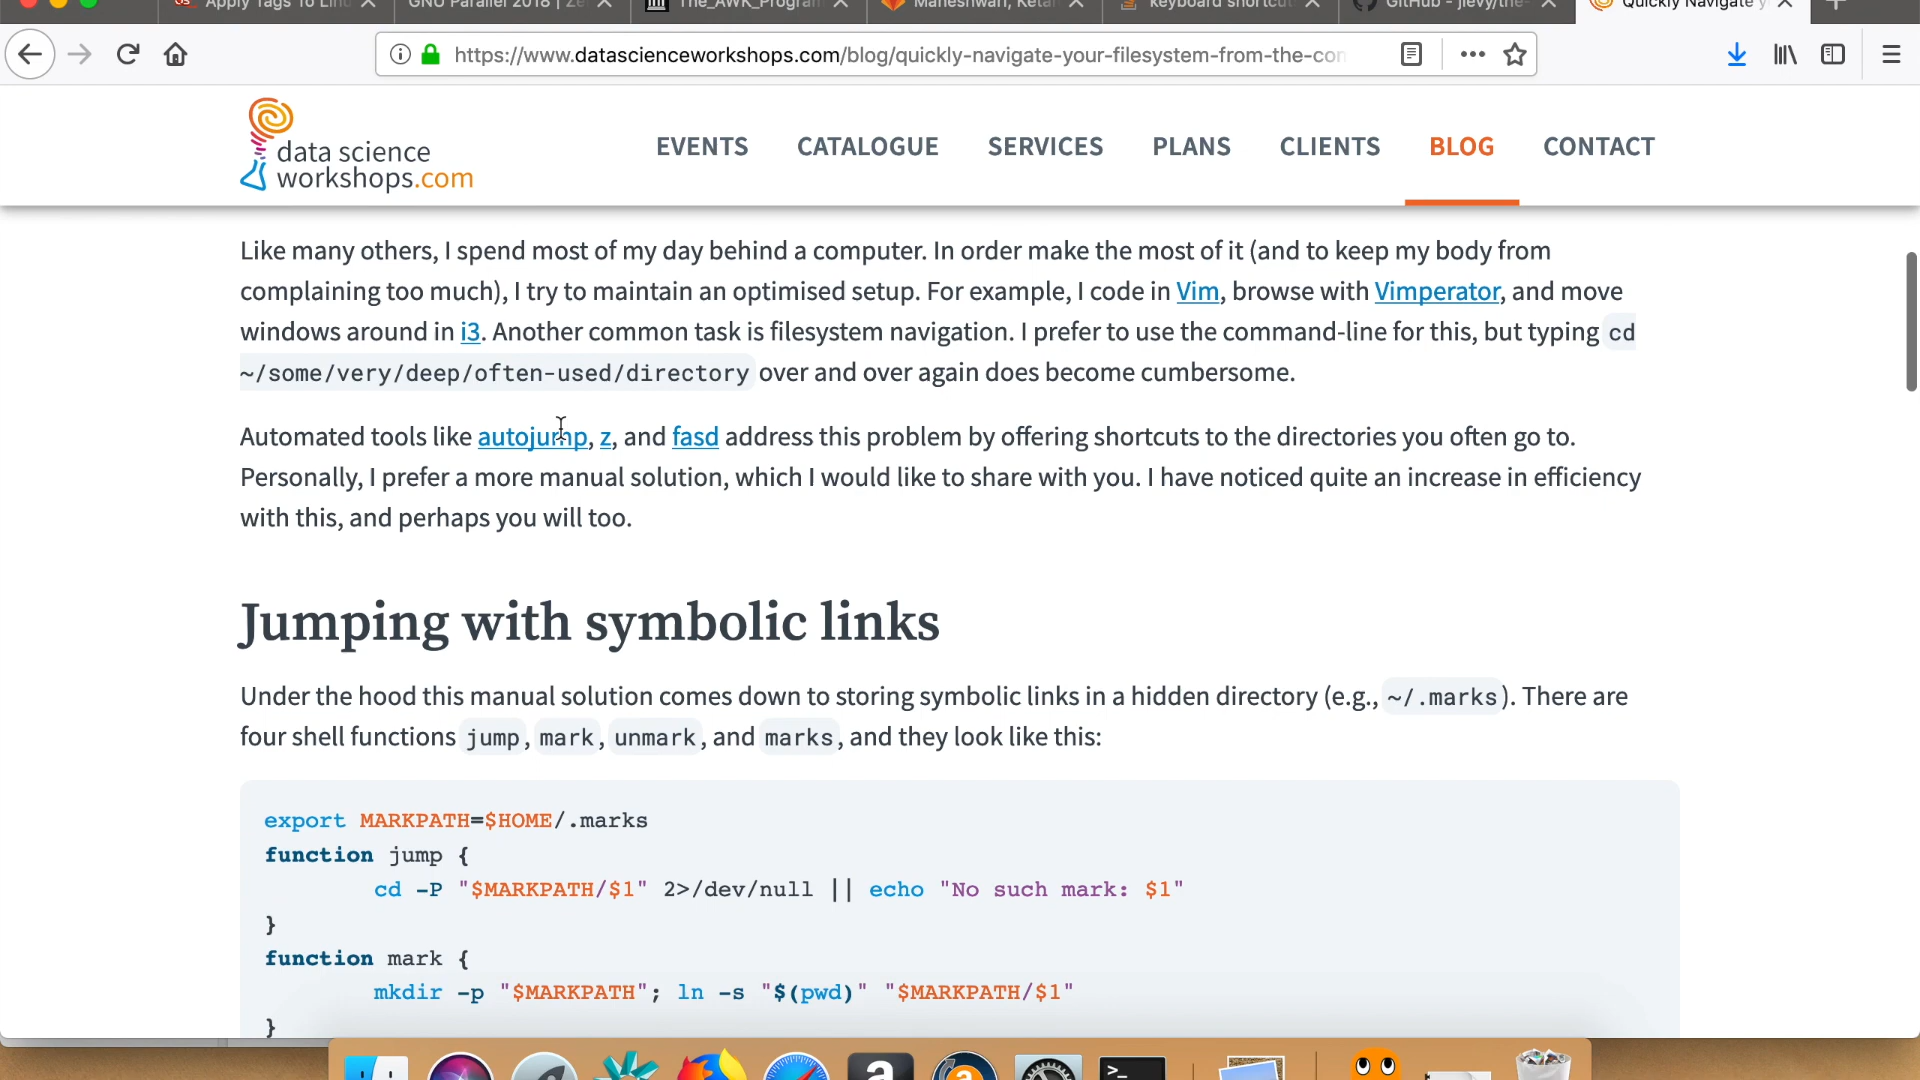 Apply Tags To Linu
GNU Parallel 2018 | Ze
The_AWK_Program
Maheshwari, Ketan
keyboard shortcut
GitHub - jlevy/the-
Quickly Navigate y
https://www.datascienceworkshops.com/blog/quickly-navigate-your-filesystem-from-the-con
data science
workshops.com
EVENTS CATALOGUE SERVICES PLANS CLIENTS BLOG CONTACT
Like many others, I spend most of my day behind a computer. In order make the most of it (and to keep my body from
complaining too much), I try to maintain an optimised setup. For example, I code in Vim, browse with Vimperator, and move
windows around in i3. Another common task is filesystem navigation. I prefer to use the command-line for this, but typing cd
~/some/very/deep/often-used/directory over and over again does become cumbersome.
Automated tools like autojump, z, and fasd address this problem by offering shortcuts to the directories you often go to.
Personally, I prefer a more manual solution, which I would like to share with you. I have noticed quite an increase in efficiency
with this, and perhaps you will too.
Jumping with symbolic links
Under the hood this manual solution comes down to storing symbolic links in a hidden directory (e.g., ~/.marks). There are
four shell functions jump, mark, unmark, and marks, and they look like this:
export MARKPATH=$HOME/.marks
function jump {
cd -P "$MARKPATH/$1" 2>/dev/null || echo "No such mark: $1"
}
function mark {
mkdir -p "$MARKPATH"; ln -s "$(pwd)" "$MARKPATH/$1"
}